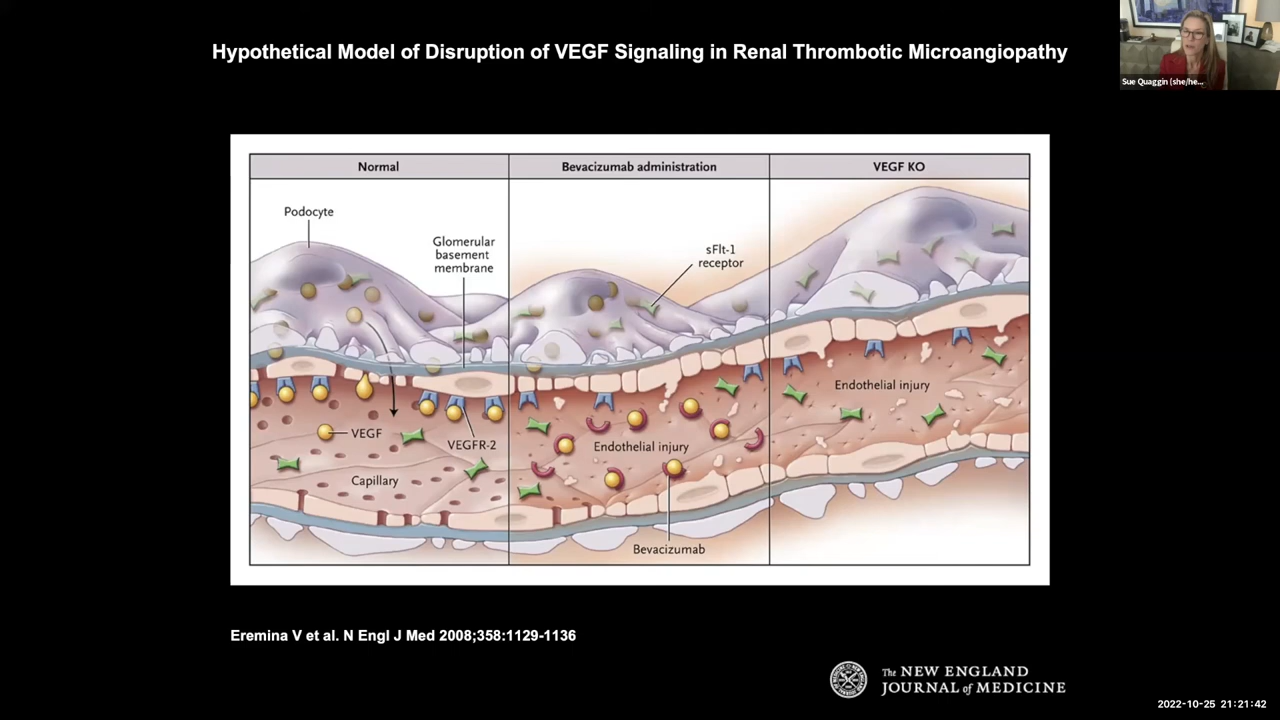 Hypothetical Model of Disruption of VEGF Signaling in Renal Thrombotic Microangiopathy
Sue Quaggin (she/he...
Normal
Bevacizumab administration
VEGF KO
Podocyte
Glomerular
basement
membrane
sFlt-1
receptor
VEGF
VEGFR-2
Capillary
Endothelial injury
Bevacizumab
Endothelial injury
Eremina V et al. N Engl J Med 2008;358:1129-1136
The NEW ENGLAND
JOURNAL of MEDICINE
2022-10-25 21:21:42